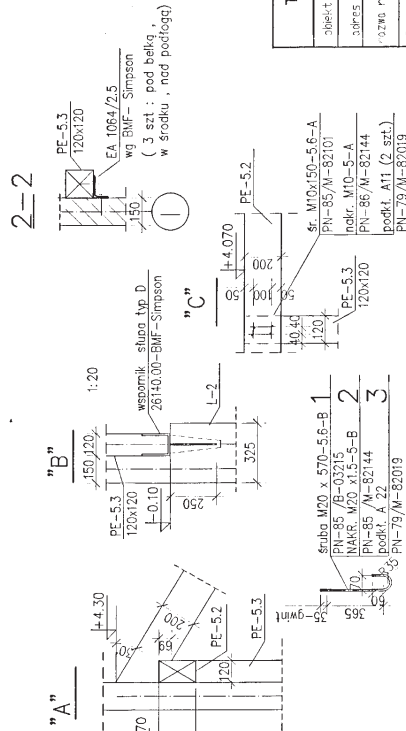 "A"
+4.30
30°
200
69
PE-5.2
120
PE-5.3
70
"B"
1:20
150 120
PE-5.3
120x120
wspornik słupa typ D
26140.00-BMF-Simpson
-0.10
250
Ł-2
325
35-gwint
365
70
60
R35
śruba M20 x 570-5.6-B 1
PN-85 /B-03215
NAKR. M20 x1.5-5-B 2
PN-85 /M-82144
podkł. A 22 3
PN-79/M-82019
2-2
PE-5.3
120x120
EA 1064/2.5
wg BMF- Simpson
( 3 szt : pod belką ,
w środku , nad podłogą)
150
1
"C"
+4.070
PE-5.2
50 100 50
200
40,40
120
PE-5.3
120x120
śr. M10x150-5.6-A
PN-85/M-82101
nakr. M10-5-A
PN-86/M-82144
podkł. A11 (2 szt.)
PN-79/M-82019
obiekt
adres
nazwa r